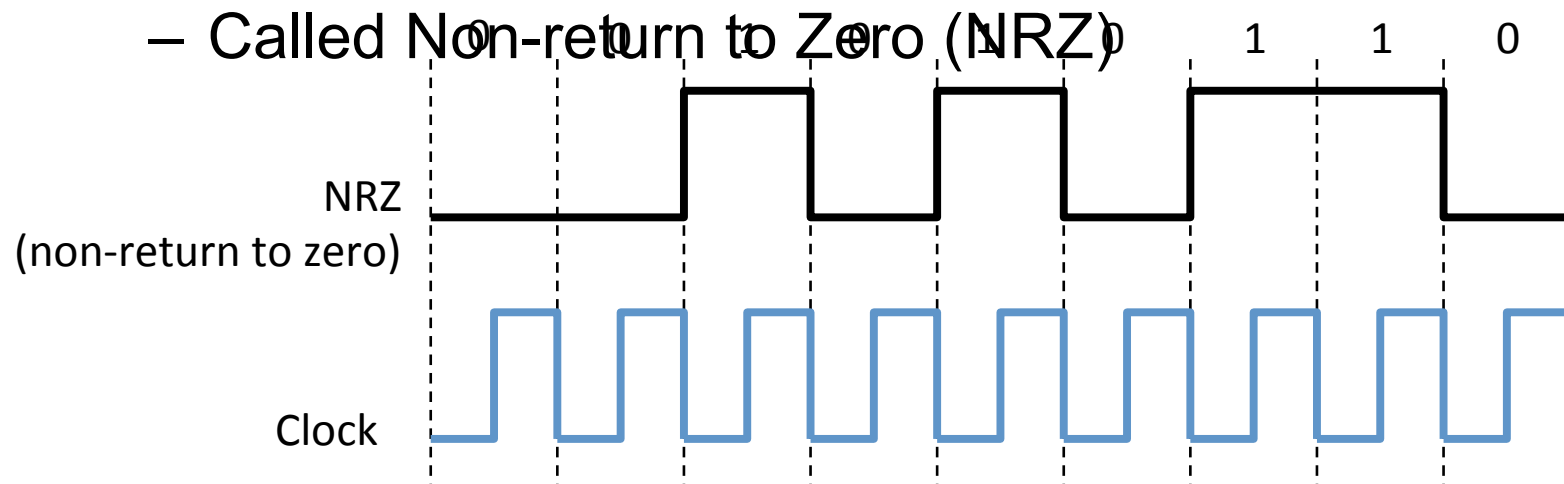 – Called Non-return to Zero (NRZ)
0 0 1 0 1 0 1 1 0
NRZ
(non-return to zero)
Clock